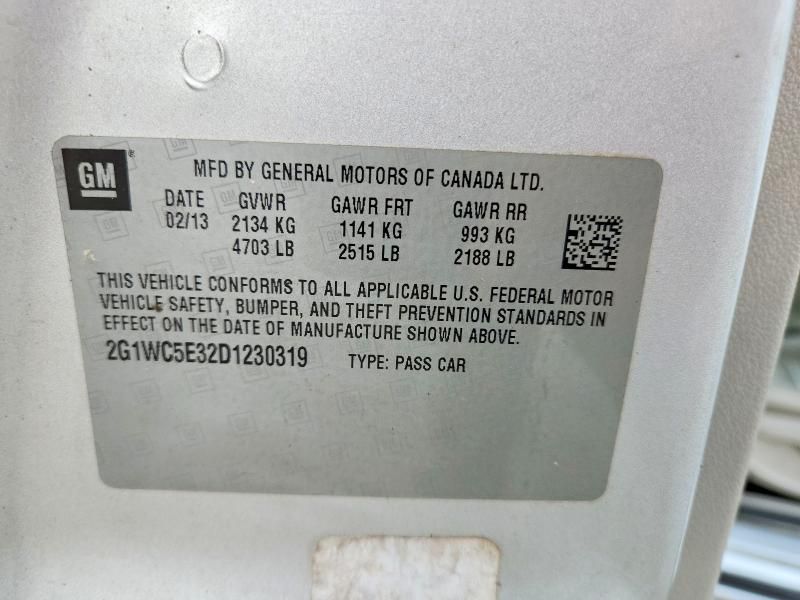 GM ®
MFD BY GENERAL MOTORS OF CANADA LTD.
DATE GVWR GAWR FRT GAWR RR
02/13 2134 KG 1141 KG 993 KG
4703 LB 2515 LB 2188 LB
THIS VEHICLE CONFORMS TO ALL APPLICABLE U.S. FEDERAL MOTOR
VEHICLE SAFETY, BUMPER, AND THEFT PREVENTION STANDARDS IN
EFFECT ON THE DATE OF MANUFACTURE SHOWN ABOVE.
2G1WC5E32D1230319 TYPE: PASS CAR